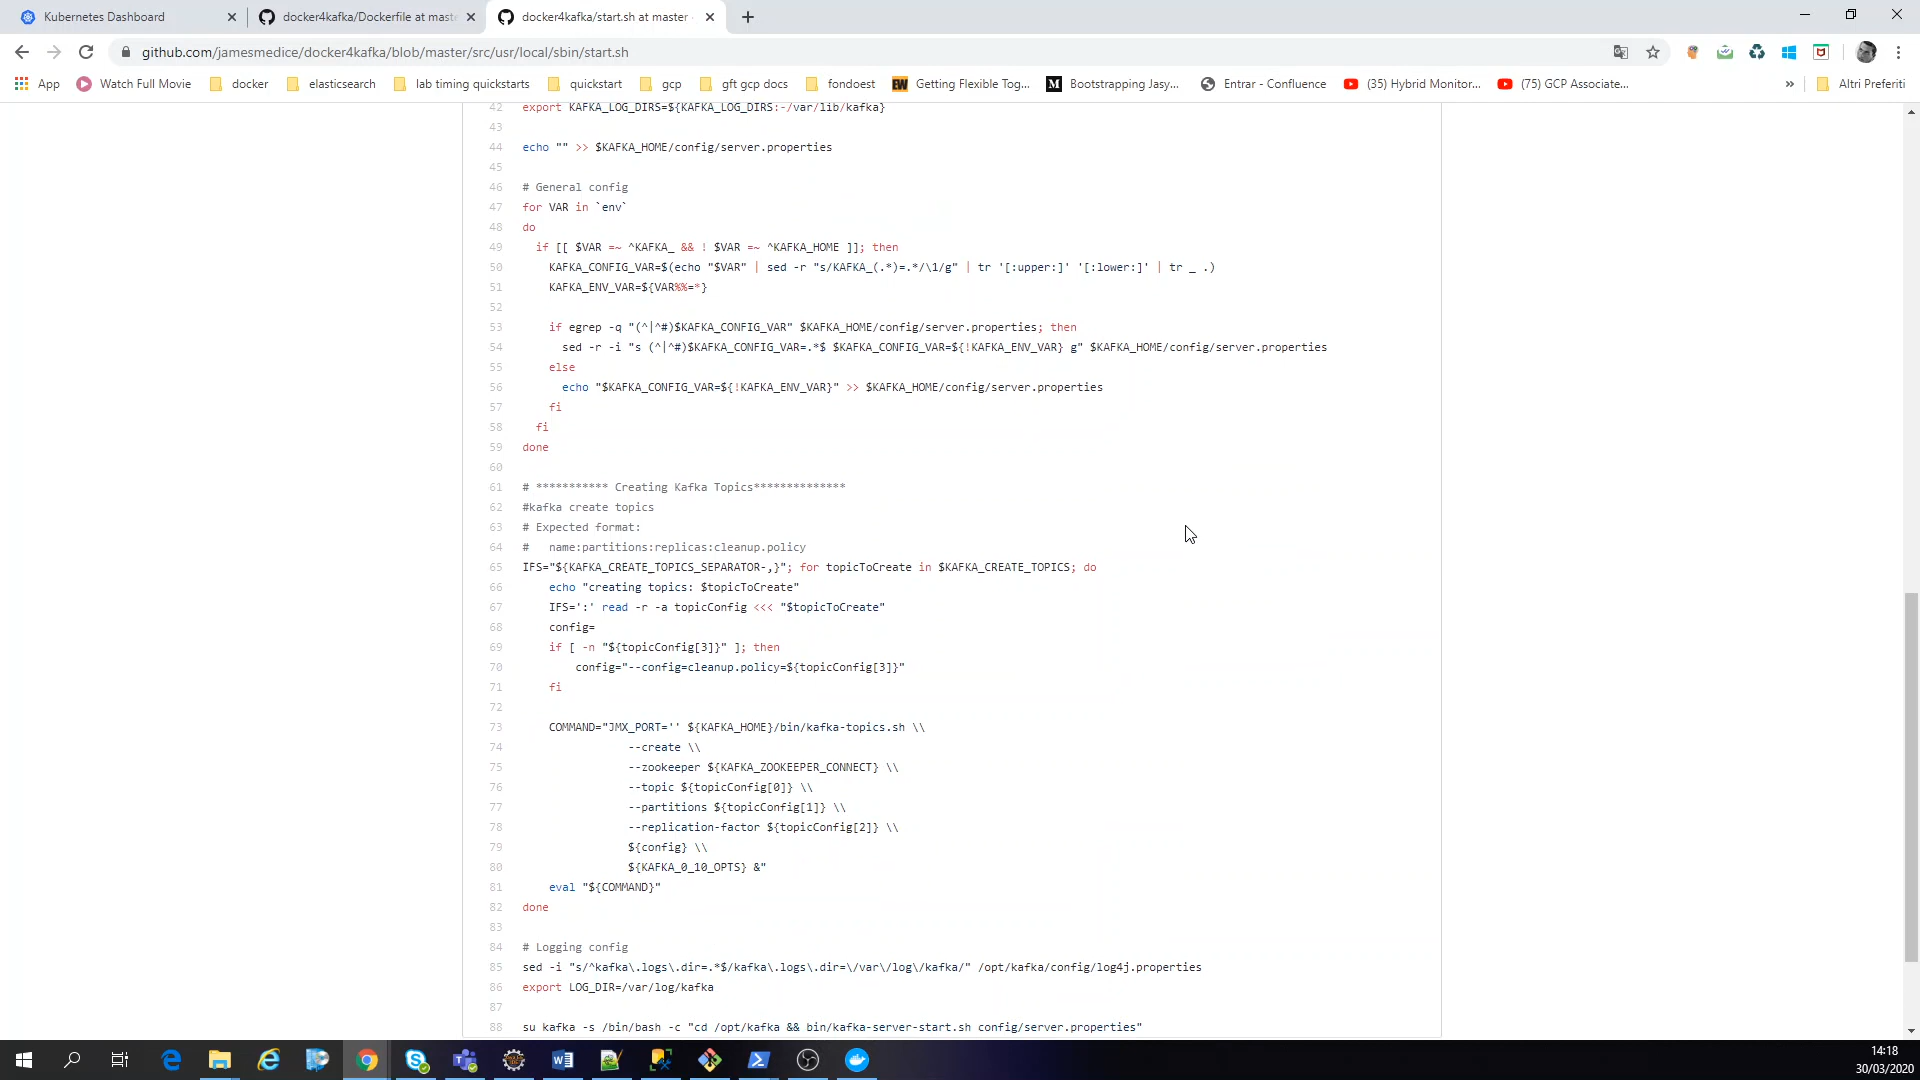 Kubernetes Dashboard
docker4kafka/Dockerfile at mast
docker4kafka/start.sh at master ·
github.com/jamesmedice/docker4kafka/blob/master/src/usr/local/sbin/start.sh
App
Watch Full Movie
docker
elasticsearch
lab timing quickstarts
quickstart
gcp
gft gcp docs
fondoest
Getting Flexible Tog...
Bootstrapping Jasy...
Entrar - Confluence
(35) Hybrid Monitor...
(75) GCP Associate...
»
Altri Preferiti
42 export KAFKA_LOG_DIRS=${KAFKA_LOG_DIRS:-/var/lib/kafka}
43
44 echo "" >> $KAFKA_HOME/config/server.properties
45
46 # General config
47 for VAR in `env`
48 do
49 if [[ $VAR =~ ^KAFKA_ && ! $VAR =~ ^KAFKA_HOME ]]; then
50 KAFKA_CONFIG_VAR=$(echo "$VAR" | sed -r "s/KAFKA_(.*)=.*/\1/g" | tr '[:upper:]' '[:lower:]' | tr _ .)
51 KAFKA_ENV_VAR=${VAR%%=*}
52
53 if egrep -q "(^|^#)$KAFKA_CONFIG_VAR" $KAFKA_HOME/config/server.properties; then
54 sed -r -i "s (^|^#)$KAFKA_CONFIG_VAR=.*$ $KAFKA_CONFIG_VAR=${!KAFKA_ENV_VAR} g" $KAFKA_HOME/config/server.properties
55 else
56 echo "$KAFKA_CONFIG_VAR=${!KAFKA_ENV_VAR}" >> $KAFKA_HOME/config/server.properties
57 fi
58 fi
59 done
60
61 # *********** Creating Kafka Topics**************
62 #kafka create topics
63 # Expected format:
64 # name:partitions:replicas:cleanup.policy
65 IFS="${KAFKA_CREATE_TOPICS_SEPARATOR-,}"; for topicToCreate in $KAFKA_CREATE_TOPICS; do
66 echo "creating topics: $topicToCreate"
67 IFS=':' read -r -a topicConfig <<< "$topicToCreate"
68 config=
69 if [ -n "${topicConfig[3]}" ]; then
70 config="--config=cleanup.policy=${topicConfig[3]}"
71 fi
72
73 COMMAND="JMX_PORT='' ${KAFKA_HOME}/bin/kafka-topics.sh \\
74 --create \\
75 --zookeeper ${KAFKA_ZOOKEEPER_CONNECT} \\
76 --topic ${topicConfig[0]} \\
77 --partitions ${topicConfig[1]} \\
78 --replication-factor ${topicConfig[2]} \\
79 ${config} \\
80 ${KAFKA_0_10_OPTS} &"
81 eval "${COMMAND}"
82 done
83
84 # Logging config
85 sed -i "s/^kafka\.logs\.dir=.*$/kafka\.logs\.dir=\/var\/log\/kafka/" /opt/kafka/config/log4j.properties
86 export LOG_DIR=/var/log/kafka
87
88 su kafka -s /bin/bash -c "cd /opt/kafka && bin/kafka-server-start.sh config/server.properties"
14:18
30/03/2020